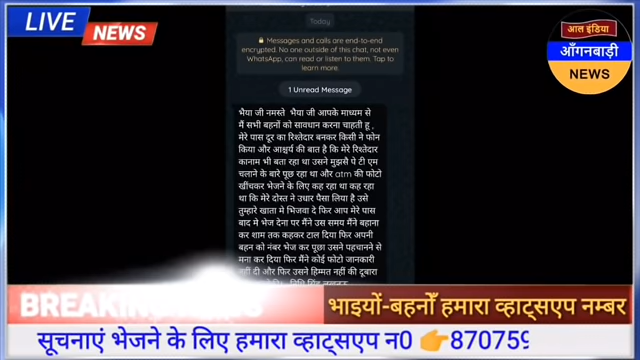 LIVE
NEWS
Today
Messages and calls are end-to-end
encrypted. No one outside of this chat, not even
WhatsApp, can read or listen to them. Tap to
learn more.
1 Unread Message
भैया जी नमस्ते भैया जी आपके माध्यम से
मैं सभी बहनों को सावधान करना चाहती हू ,
मेरे पास दूर का रिश्तेदार बनकर किसी ने फोन
किया और आश्चर्य की बात है कि मेरे रिश्तेदार
कानाम भी बता रहा था उसने मुझसै पे टी एम
चलाने के बारे पूछ रहा था और atm की फोटो
खींचकर भेजने के लिए कह रहा था कह रहा
था कि मेरे दोस्त ने उधार पैसा लिया है उसे
तुम्हारे खाता मे भिजवा दे फिर आप मेरे पास
बाद मे भेज देना पर मैंने उस समय मैंने बहाना
कर शाम तक कहकर टाल दिया फिर अपनी
बहन को नंबर भेज कर पूछा उसने पहचानने से
मना कर दिया फिर मैंने कोई फोटो जानकारी
नहीं दी और फिर उसने हिम्मत नहीं की दूबारा
आल इंडिया
आँगनबाड़ी
NEWS
BREAKING NEWS
भाइयों-बहनोँ हमारा व्हाट्सएप नम्बर
सूचनाएं भेजने के लिए हमारा व्हाट्सएप न0 👉870759